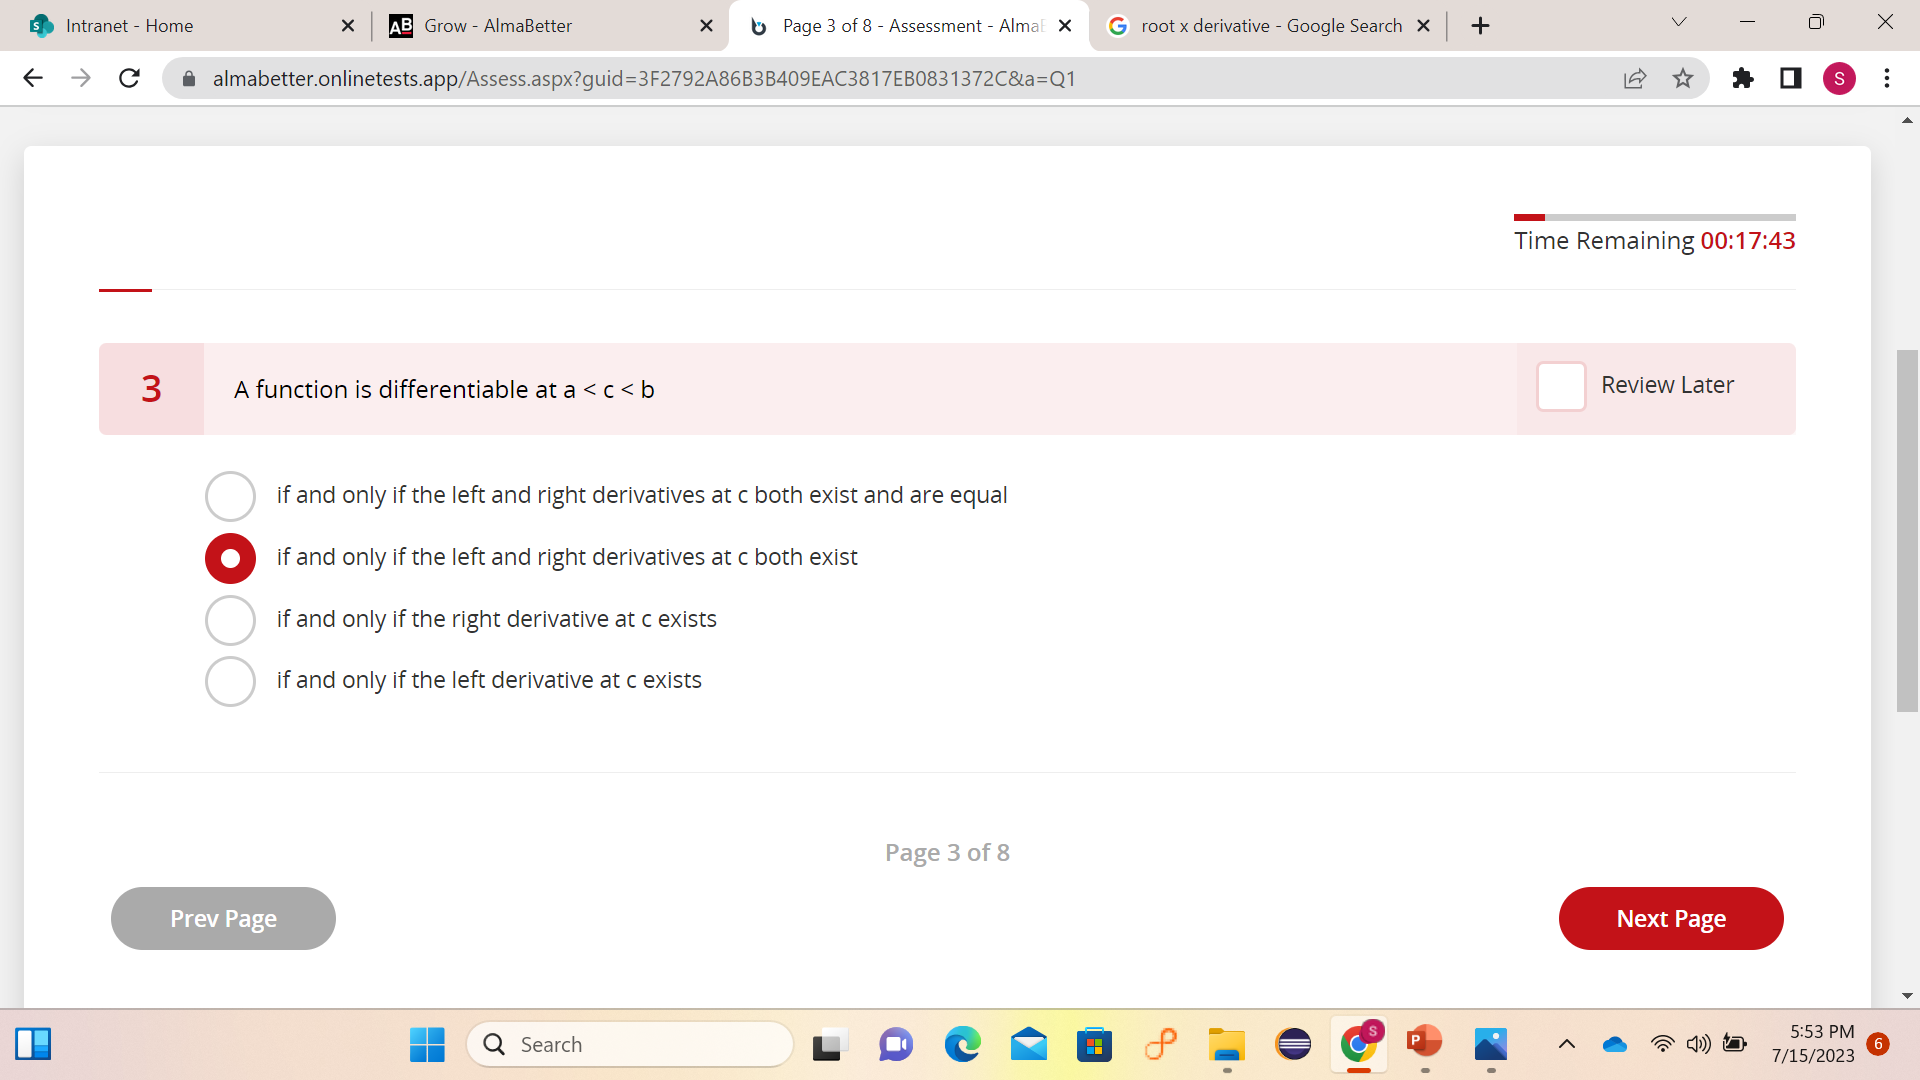 Intranet - Home
Grow - AlmaBetter
Page 3 of 8 - Assessment - Alma
root x derivative - Google Search
almabetter.onlinetests.app/Assess.aspx?guid=3F2792A86B3B409EAC3817EB0831372C&a=Q1
S
Time Remaining 00:17:43
3
A function is differentiable at a < c < b
Review Later
if and only if the left and right derivatives at c both exist and are equal
if and only if the left and right derivatives at c both exist
if and only if the right derivative at c exists
if and only if the left derivative at c exists
Page 3 of 8
Prev Page
Next Page
Search
5:53 PM
7/15/2023
6